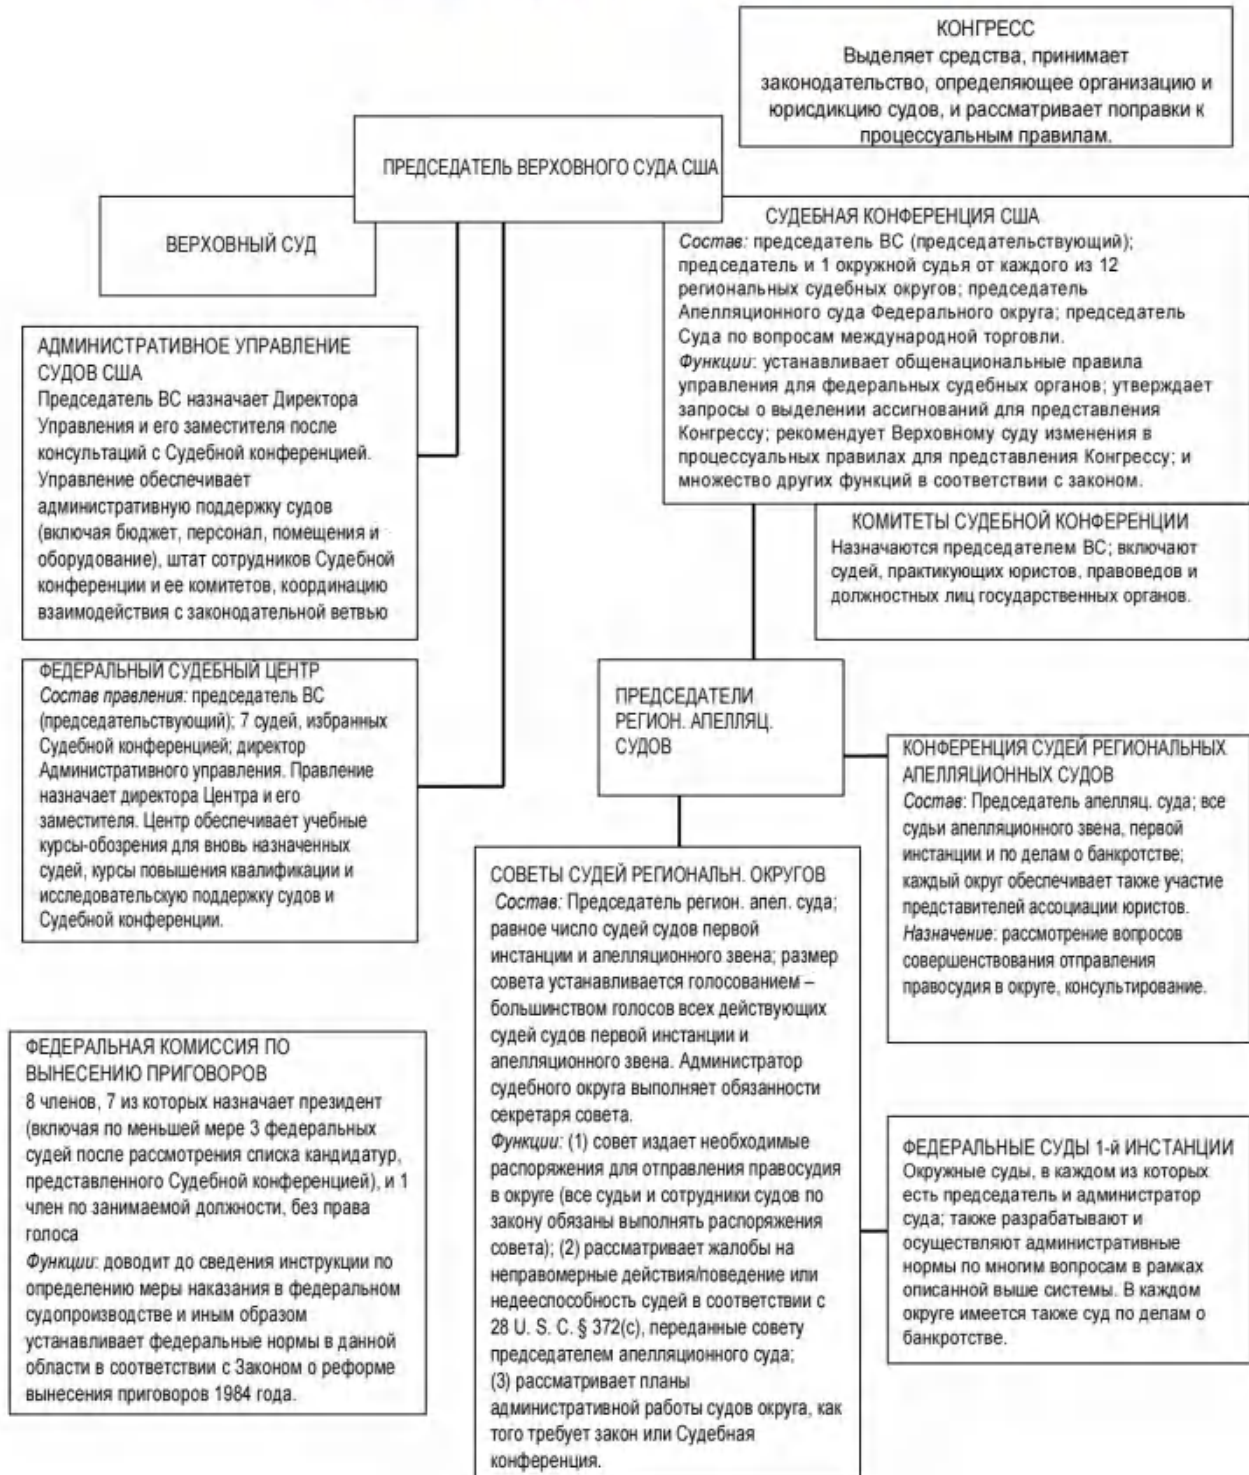 КОНГРЕСС
Выделяет средства, принимает
законодательство, определяющее организацию и
юрисдикцию судов, и рассматривает поправки к
процессуальным правилам.
ПРЕДСЕДАТЕЛЬ ВЕРХОВНОГО СУДА США
ВЕРХОВНЫЙ СУД
СУДЕБНАЯ КОНФЕРЕНЦИЯ США
Состав: председатель ВС (председательствующий);
председатель и 1 окружной судья от каждого из 12
региональных судебных округов; председатель
Апелляционного суда Федерального округа; председатель
Суда по вопросам международной торговли.
Функции: устанавливает общенациональные правила
управления для федеральных судебных органов; утверждает
запросы о выделении ассигнований для представления
Конгрессу; рекомендует Верховному суду изменения в
процессуальных правилах для представления Конгрессу; и
множество других функций в соответствии с законом.
АДМИНИСТРАТИВНОЕ УПРАВЛЕНИЕ
СУДОВ США
Председатель ВС назначает Директора
Управления и его заместителя после
консультаций с Судебной конференцией.
Управление обеспечивает
административную поддержку судов
(включая бюджет, персонал, помещения и
оборудование), штат сотрудников Судебной
конференции и ее комитетов, координацию
взаимодействия с законодательной ветвью
КОМИТЕТЫ СУДЕБНОЙ КОНФЕРЕНЦИИ
Назначаются председателем ВС; включают
судей, практикующих юристов, правоведов и
должностных лиц государственных органов.
ФЕДЕРАЛЬНЫЙ СУДЕБНЫЙ ЦЕНТР
Состав правления: председатель ВС
(председательствующий); 7 судей, избранных
Судебной конференцией; директор
Административного управления. Правление
назначает директора Центра и его
заместителя. Центр обеспечивает учебные
курсы-обозрения для вновь назначенных
судей, курсы повышения квалификации и
исследовательскую поддержку судов и
Судебной конференции.
ПРЕДСЕДАТЕЛИ
РЕГИОН. АПЕЛЛЯЦ.
СУДОВ
КОНФЕРЕНЦИЯ СУДЕЙ РЕГИОНАЛЬНЫХ
АПЕЛЛЯЦИОННЫХ СУДОВ
Состав: Председатель апелляц. суда; все
судьи апелляционного звена, первой
инстанции и по делам о банкротстве;
каждый округ обеспечивает также участие
представителей ассоциации юристов.
Назначение: рассмотрение вопросов
совершенствования отправления
правосудия в округе, консультирование.
СОВЕТЫ СУДЕЙ РЕГИОНАЛЬН. ОКРУГОВ
Состав: Председатель регион. апел. суда;
равное число судей судов первой
инстанции и апелляционного звена; размер
совета устанавливается голосованием –
большинством голосов всех действующих
судей судов первой инстанции и
апелляционного звена. Администратор
судебного округа выполняет обязанности
секретаря совета.
Функции: (1) совет издает необходимые
распоряжения для отправления правосудия
в округе (все судьи и сотрудники судов по
закону обязаны выполнять распоряжения
совета); (2) рассматривает жалобы на
неправомерные действия/поведение или
недееспособность судей в соответствии с
28 U. S. C. § 372(c), переданные совету
председателем апелляционного суда;
(3) рассматривает планы
административной работы судов округа, как
того требует закон или Судебная
конференция.
ФЕДЕРАЛЬНАЯ КОМИССИЯ ПО
ВЫНЕСЕНИЮ ПРИГОВОРОВ
8 членов, 7 из которых назначает президент
(включая по меньшей мере 3 федеральных
судей после рассмотрения списка кандидатур,
представленного Судебной конференцией), и 1
член по занимаемой должности, без права
голоса
Функции: доводит до сведения инструкции по
определению меры наказания в федеральном
судопроизводстве и иным образом
устанавливает федеральные нормы в данной
области в соответствии с Законом о реформе
вынесения приговоров 1984 года.
ФЕДЕРАЛЬНЫЕ СУДЫ 1-й ИНСТАНЦИИ
Окружные суды, в каждом из которых
есть председатель и администратор
суда; также разрабатывают и
осуществляют административные
нормы по многим вопросам в рамках
описанной выше системы. В каждом
округе имеется также суд по делам о
банкротстве.